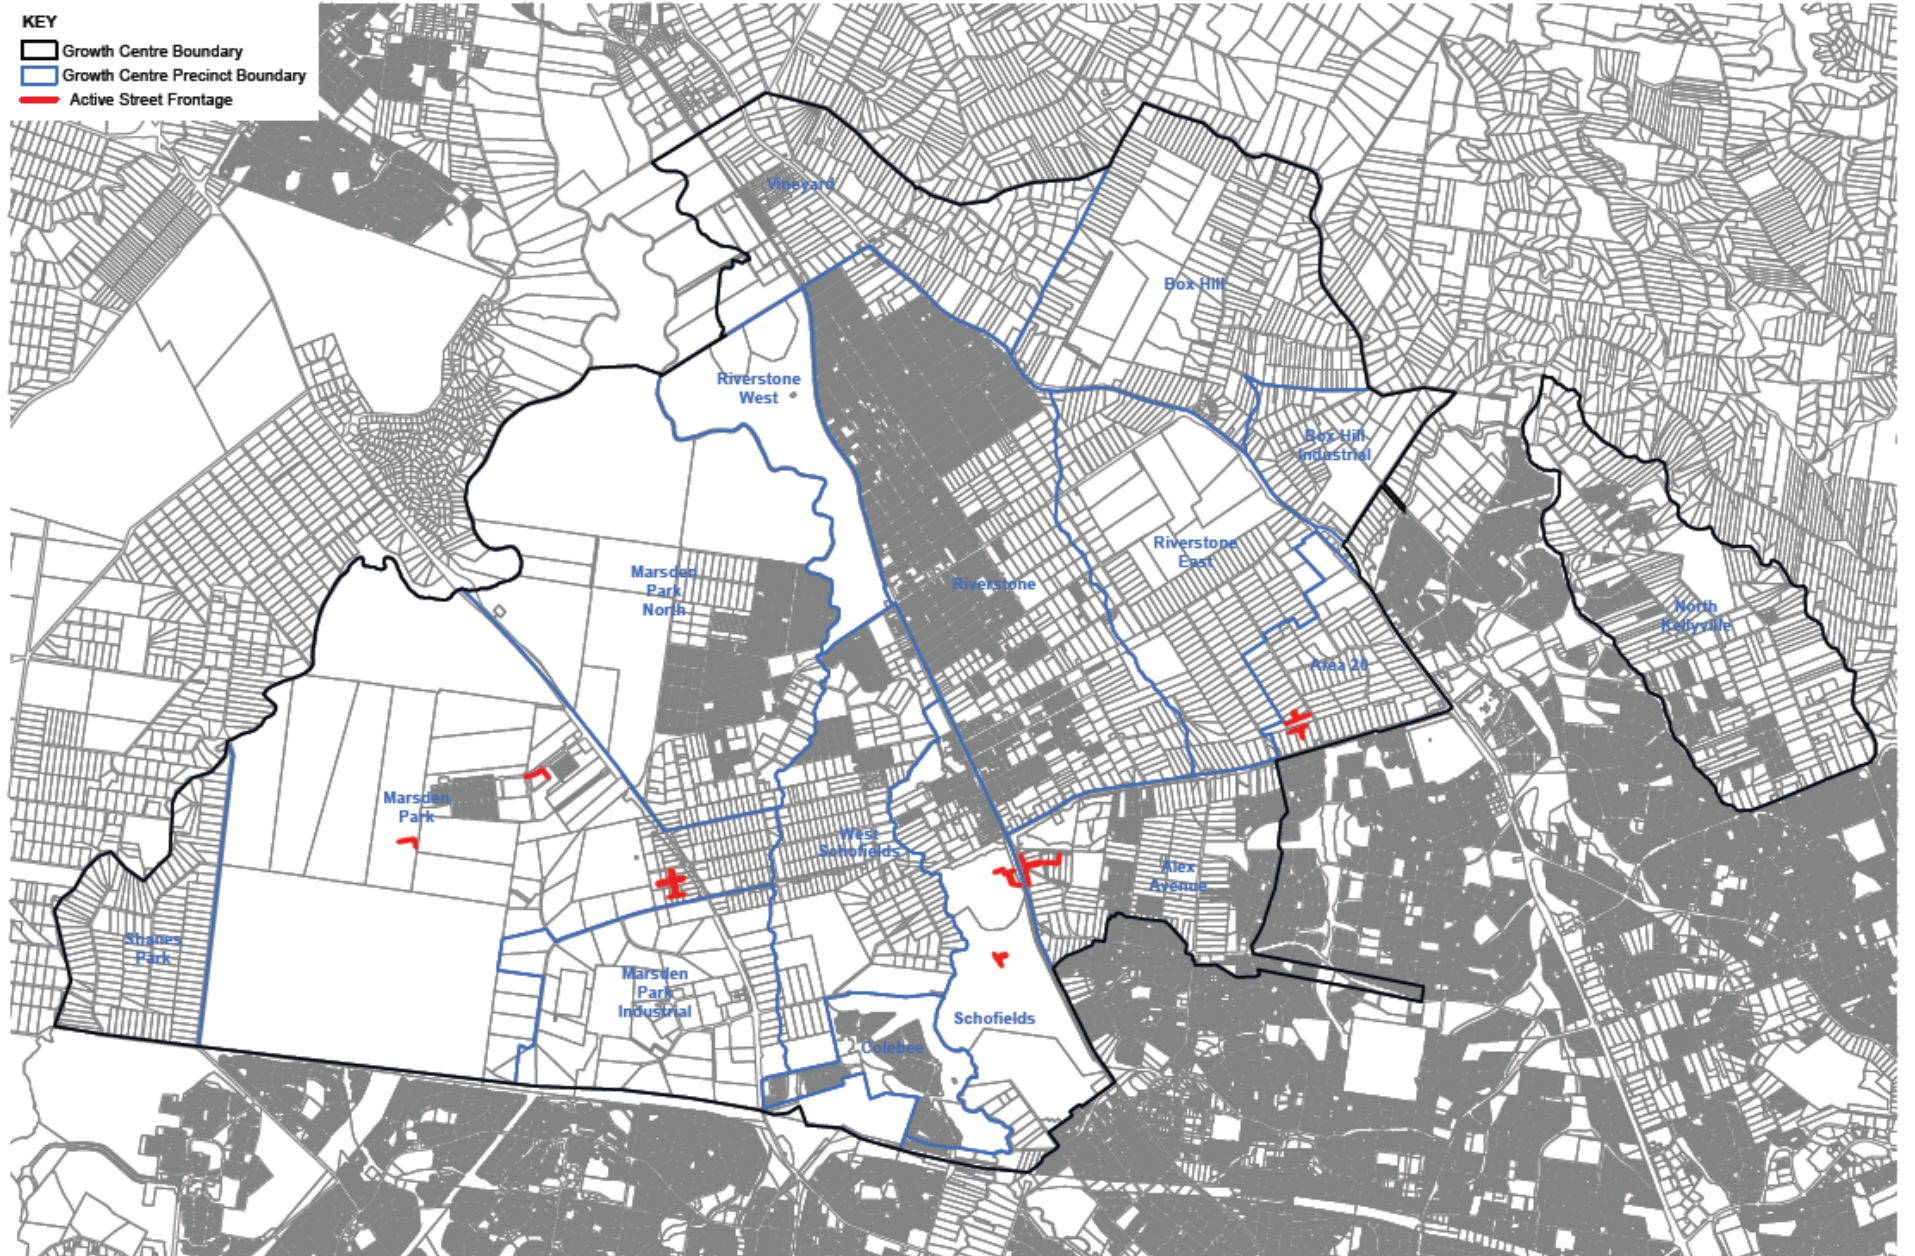 KEY
Growth Centre Boundary
Growth Centre Precinct Boundary
Active Street Frontage
Vineyard
Box Hill
Riverstone
West
Box Hill
Industrial
Riverstone
East
Marsden
Park
North
Riverstone
North
Kellyville
Area 20
Marsden
Park
West
Schofields
Alex
Avenue
Shanes
Park
Marsden
Park
Industrial
Schofields
Colebee